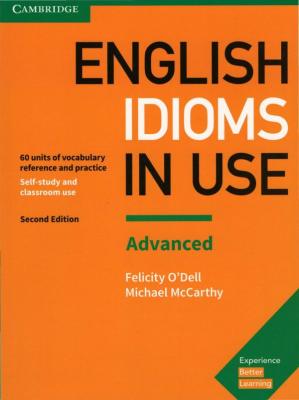 CAMBRIDGE
ENGLISH
IDIOMS
IN USE
60 units of vocabulary
reference and practice
Self-study and
classroom use
Second Edition
Advanced
Felicity O'Dell
Michael McCarthy
Experience
Better
Learning